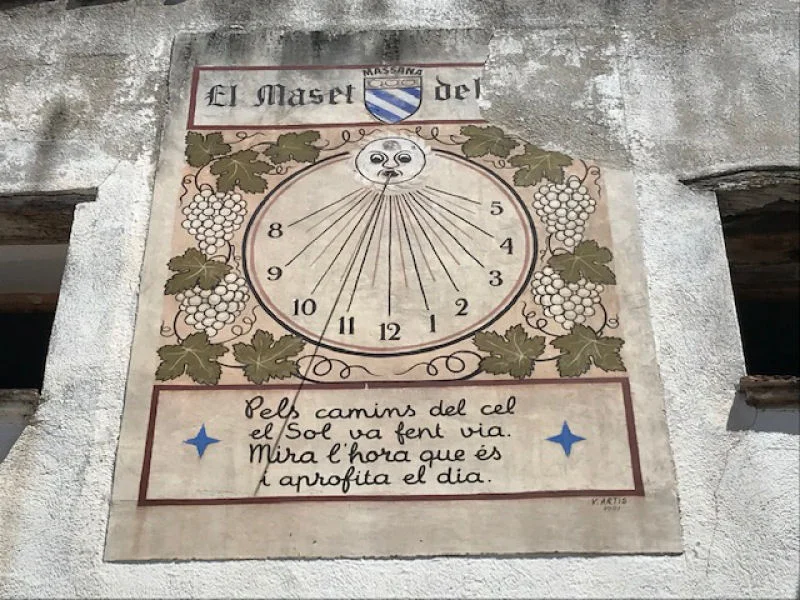 MASSANA
El Maset del
8
5
9
4
10
3
11
12
1
2
Pels camins del cel
el Sol va fent via.
Mira l'hora que és
i aprofita el dia.
V. ARTIS